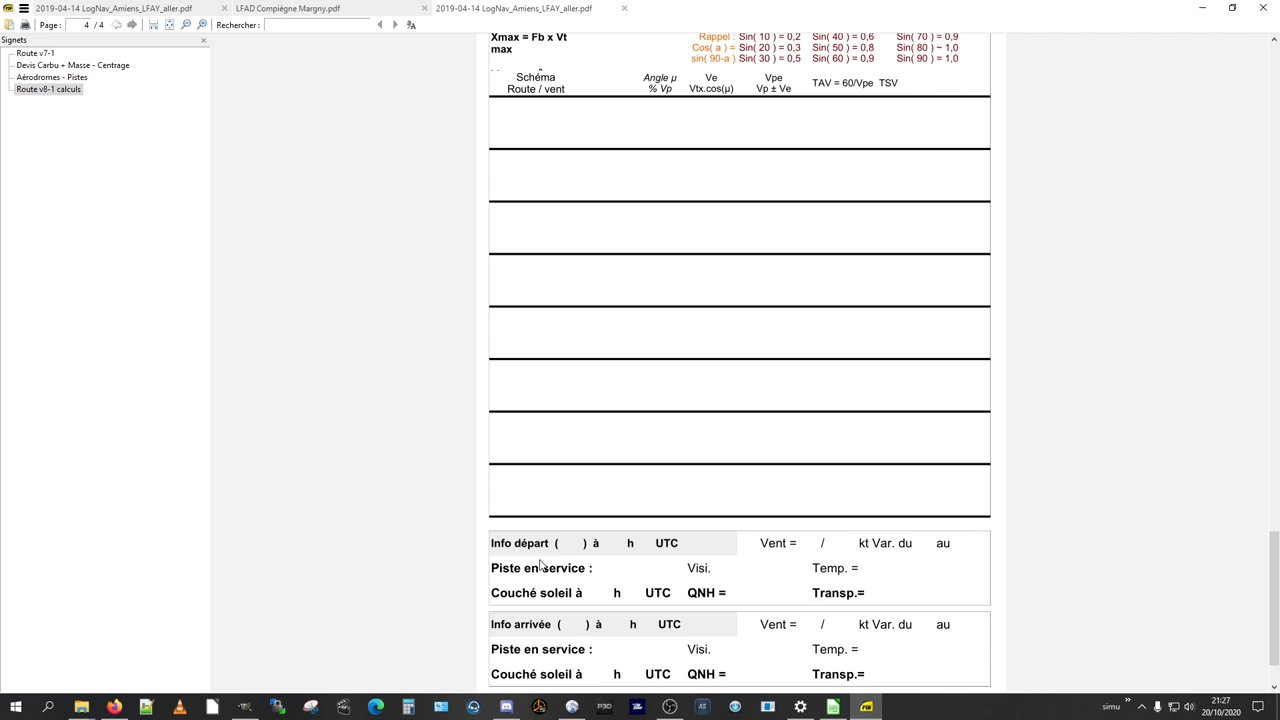 2019-04-14 LogNav_Amiens_LFAY_aller.pdf
LFAD Compiègne Margny.pdf
2019-04-14 LogNav_Amiens_LFAY_aller.pdf
Page : 4 / 4 Rechercher :
Signets
Route v7-1
Devis Carbu + Masse - Centrage
Aérodromes - Pistes
Route v8-1 calculs
Xmax = Fb x Vt
max
Rappel : Sin( 10 ) = 0,2 Sin( 40 ) = 0,6 Sin( 70 ) = 0,9
Cos( a ) = Sin( 20 ) = 0,3 Sin( 50 ) = 0,8 Sin( 80 ) ~ 1,0
sin( 90-a ) Sin( 30 ) = 0,5 Sin( 60 ) = 0,9 Sin( 90 ) = 1,0
Schéma
Route / vent
Angle µ
% Vp
Ve
Vtx.cos(µ)
Vpe
Vp ± Ve
TAV = 60/Vpe TSV
Info départ ( ) à h UTC Vent = / kt Var. du au
Piste en service : Visi. Temp. =
Couché soleil à h UTC QNH = Transp.=
Info arrivée ( ) à h UTC Vent = / kt Var. du au
Piste en service : Visi. Temp. =
Couché soleil à h UTC QNH = Transp.=
P3D
AS
simu
21:27
20/10/2020